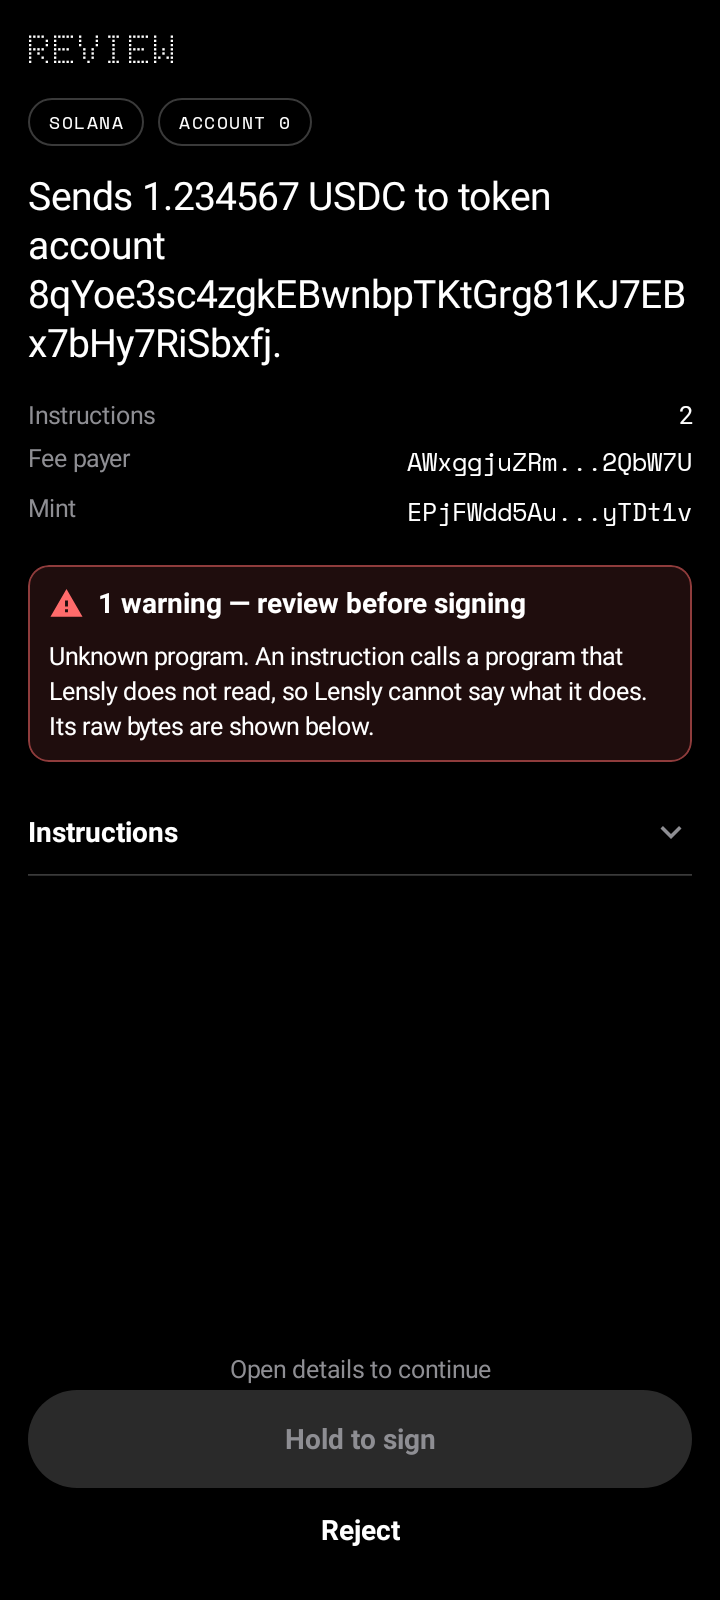 REVIEW
SOLANA ACCOUNT 0
Sends 1.234567 USDC to token
account
8qYoe3sc4zgkEBwnbpTKtGrg81KJ7EB
x7bHy7RiSbxfj.
Instructions 2
Fee payer AWxggjuZRm...2QbW7U
Mint EPjFWdd5Au...yTDt1v
1 warning — review before signing
Unknown program. An instruction calls a program that
Lensly does not read, so Lensly cannot say what it does.
Its raw bytes are shown below.
Instructions
Open details to continue
Hold to sign
Reject